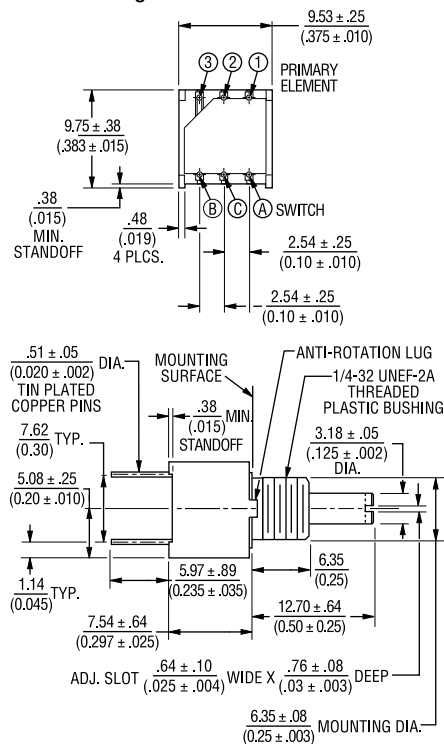 9.53 ± .25
(.375 ± .010)
3 2 1
PRIMARY
ELEMENT
9.75 ± .38
(.383 ± .015)
.38
(.015)
MIN.
STANDOFF
.48
(.019)
4 PLCS.
B C A SWITCH
2.54 ± .25
(0.10 ± .010)
2.54 ± .25
(0.10 ± .010)
.51 ± .05
(0.020 ± .002)
DIA.
TIN PLATED
COPPER PINS
MOUNTING
SURFACE
ANTI-ROTATION LUG
1/4-32 UNEF-2A
THREADED
PLASTIC BUSHING
.38
(.015)
MIN.
STANDOFF
7.62
(0.30)
TYP.
3.18 ± .05
(.125 ± .002)
DIA.
5.08 ± .25
(0.20 ± .010)
1.14
(0.045)
TYP.
5.97 ± .89
(0.235 ± .035)
6.35
(0.25)
7.54 ± .64
(0.297 ± .025)
12.70 ± .64
(0.50 ± 0.25)
ADJ. SLOT .64 ± .10 WIDE X .76 ± .08 DEEP
(.025 ± .004) (.03 ± .003)
6.35 ± .08
(0.25 ± .003)
MOUNTING DIA.